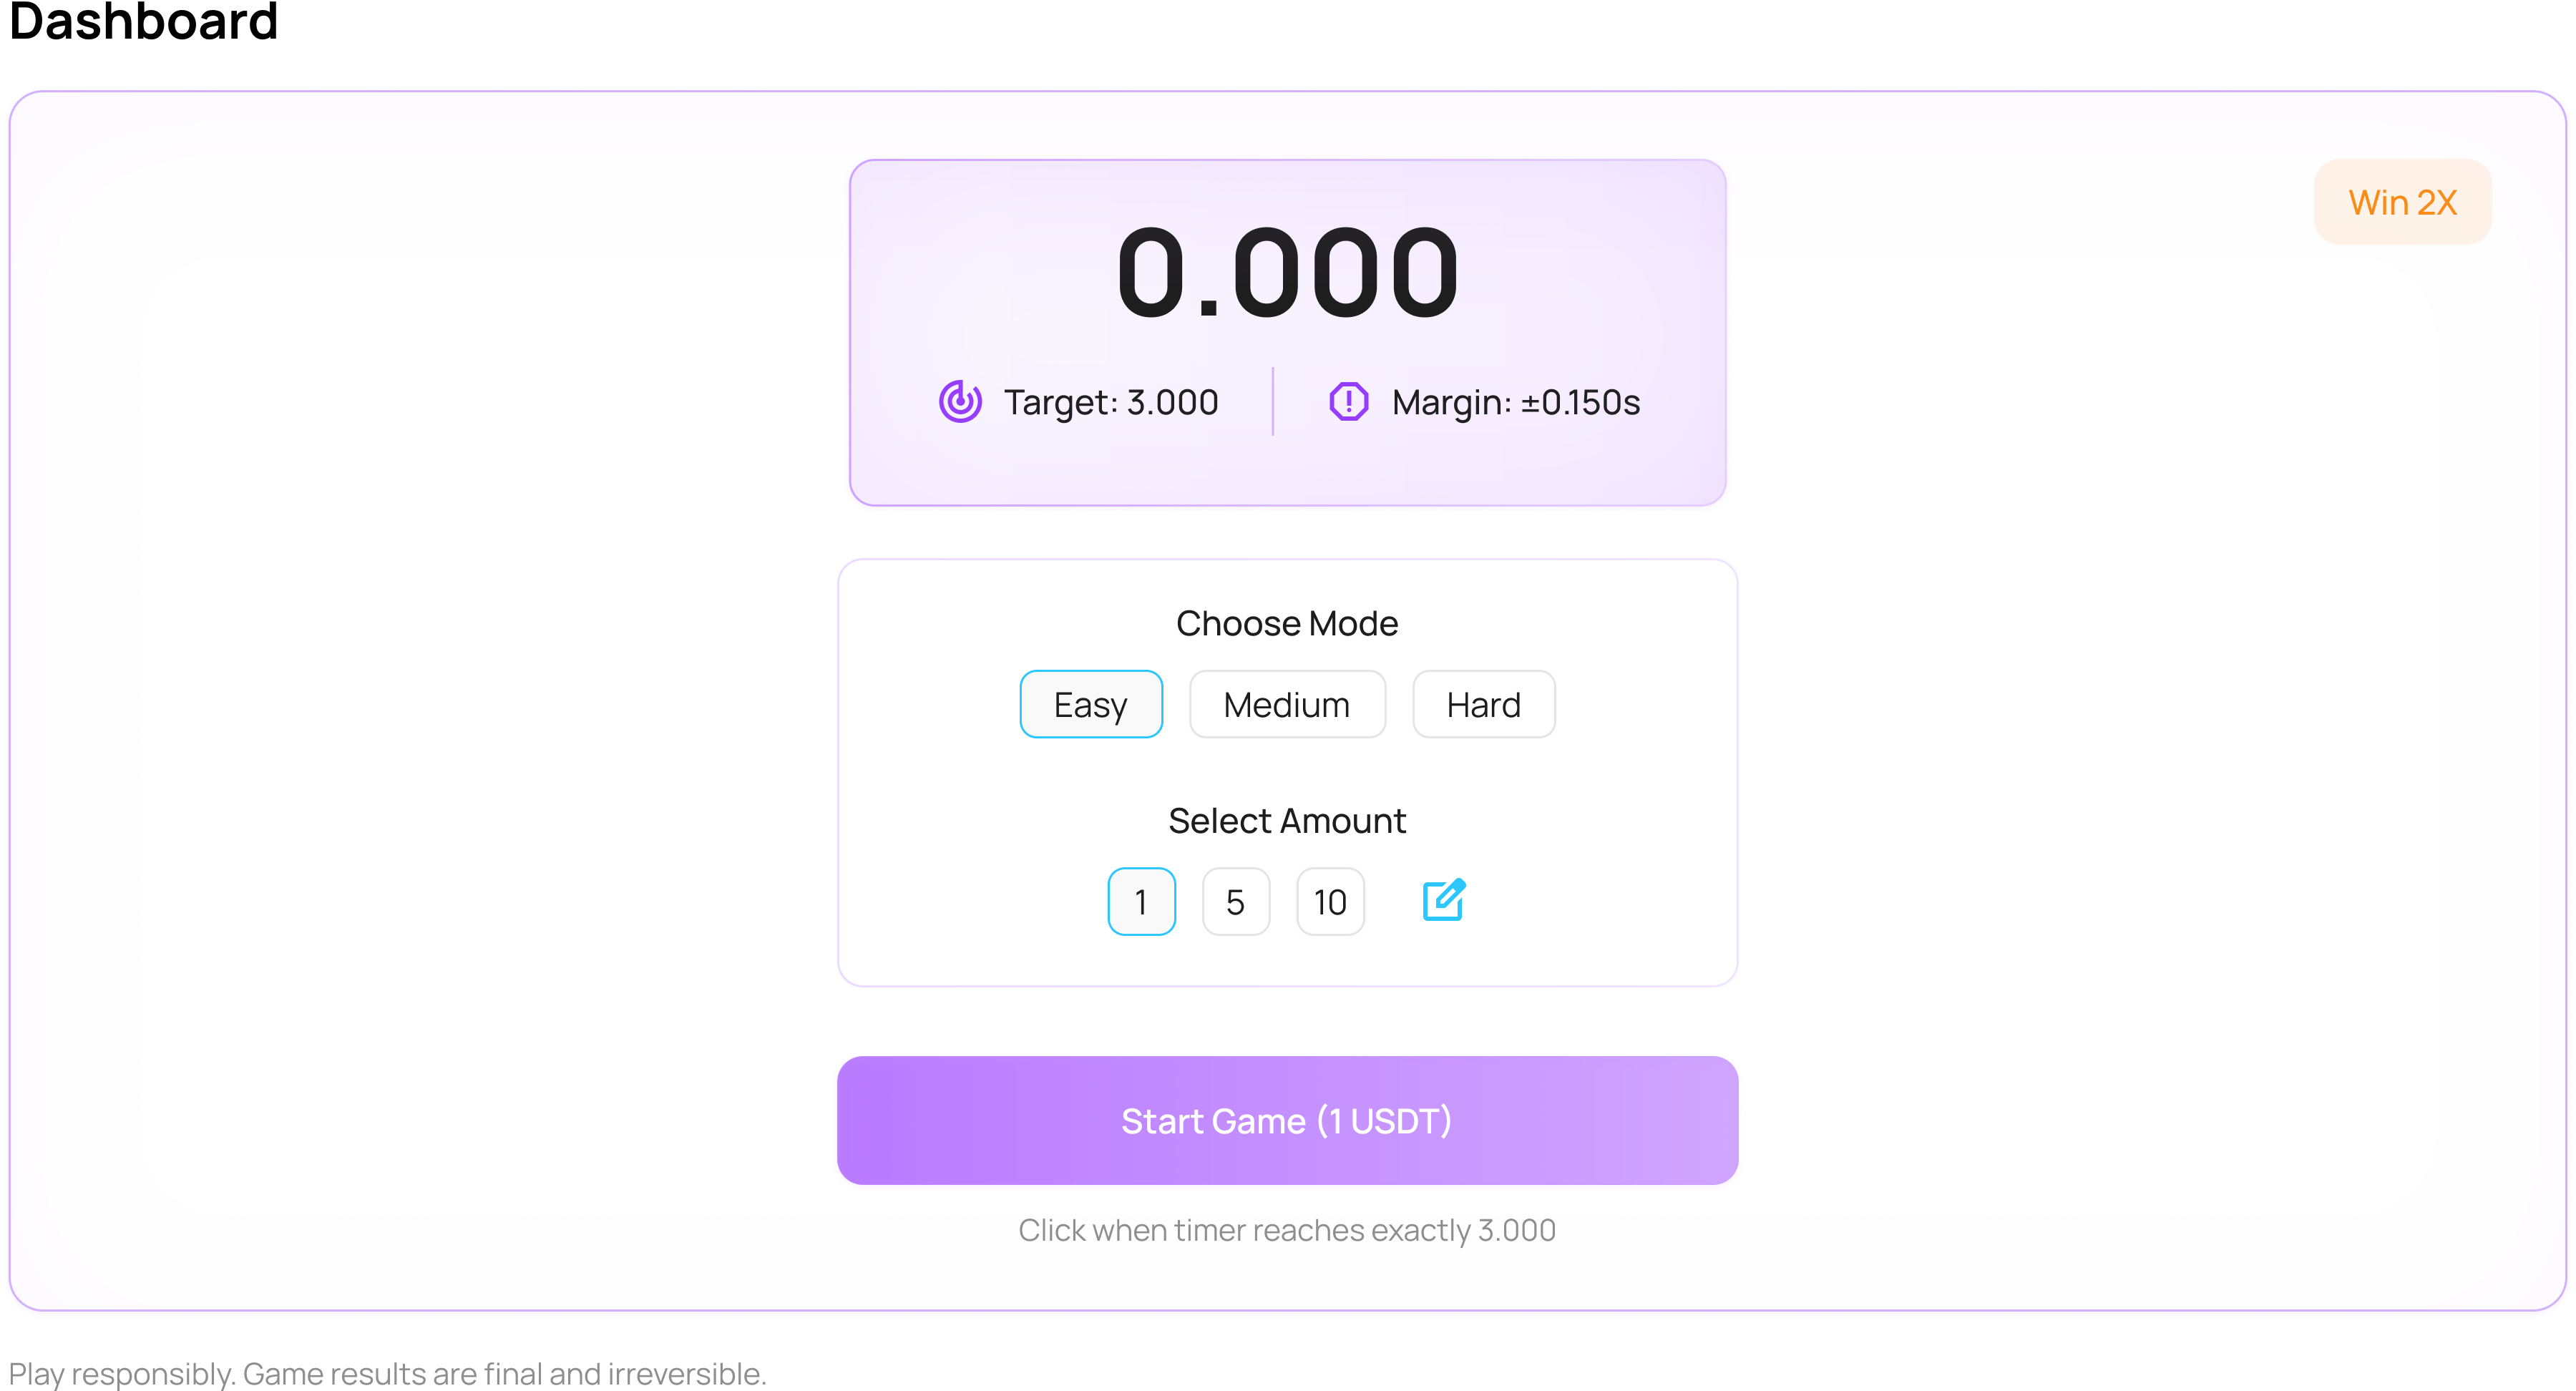 Dashboard
Win 2X
0.000
Target: 3.000
Margin: ±0.150s
Choose Mode
Easy Medium Hard
Select Amount
1 5 10
Start Game (1 USDT)
Click when timer reaches exactly 3.000
Play responsibly. Game results are final and irreversible.